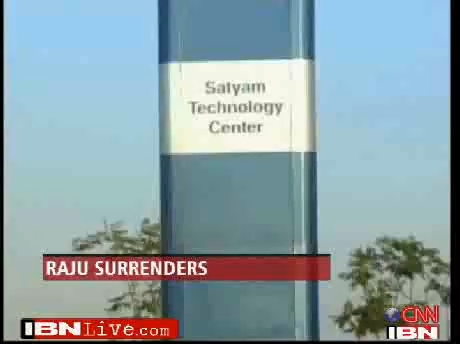 Satyam
Technology
Center
RAJU SURRENDERS
IBNLive.com
CNN
IBN